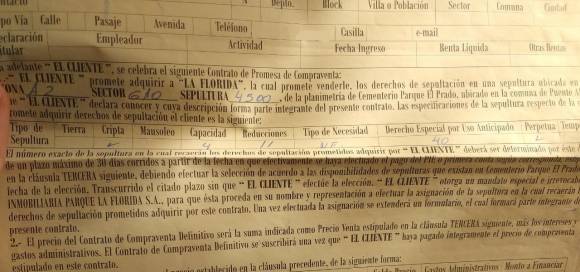 Depto. Block Villa o Población Sector Comuna Ciudad
po Vía Calle Pasaje Avenida Teléfono Casilla e-mail
eclaración Empleador Actividad Fecha Ingreso Renta Líquida Otras Rentas
itular
adelante " EL CLIENTE ", se celebra el siguiente Contrato de Promesa de Compraventa:
" EL CLIENTE " promete adquirir a "LA FLORIDA", la cual promete venderle, los derechos de sepultación en una sepultura ubicada en
ONA A2 SECTOR SEPULTURA 4500, de la planimetría de Cementerio Parque El Prado, ubicado en la comuna de Puente A
ue " EL CLIENTE " declara conocer y cuya descripción forma parte integrante del presente contrato. Las especificaciones de la sepultura respecto de la c
romete adquirir derechos de sepultación el cliente es la siguiente:
Tipo de Sepultura Tierra Cripta Mausoleo Capacidad Reducciones Tipo de Necesidad Derecho Especial por Uso Anticipado Perpetua Temp
4 NF 40
El número exacto de la sepultura en la cual recaerán los derechos de sepultación prometidos adquirir por " EL CLIENTE " deberá ser determinado por éste
de un plazo máximo de 30 días corridos a partir de la fecha en que
en la cláusula TERCERA siguiente, debiendo efectuar la selección de acuerdo a las disponibilidades de sepulturas que existan en Cementerio Parque El Prado
fecha de la elección. Transcurrido el citado plazo sin que " EL CLIENTE " efectúe la elección, " EL CLIENTE " otorga un mandato especial e irrevocable
INMOBILIARIA PARQUE LA FLORIDA S.A., para que ésta proceda en su nombre y representación a efectuar la asignación de la sepultura en la cual recaerán
derechos de sepultación prometidos adquirir por este contrato. Una vez efectuada la asignación se extenderá un formulario, el cual formará parte integrante d
presente contrato.
2.- El precio del Contrato de Compraventa Definitivo será la suma indicada como Precio Venta estipulado en la cláusula TERCERA siguiente, más los intereses y
gastos administrativos. El Contrato de Compraventa Definitivo se suscribirá una vez que " EL CLIENTE " haya pagado íntegramente el precio de compraventa
estipulado en este contrato.
establecido en la cláusula precedente, de la siguiente forma:
Precio Gastos Administrativos Monto a Financiar